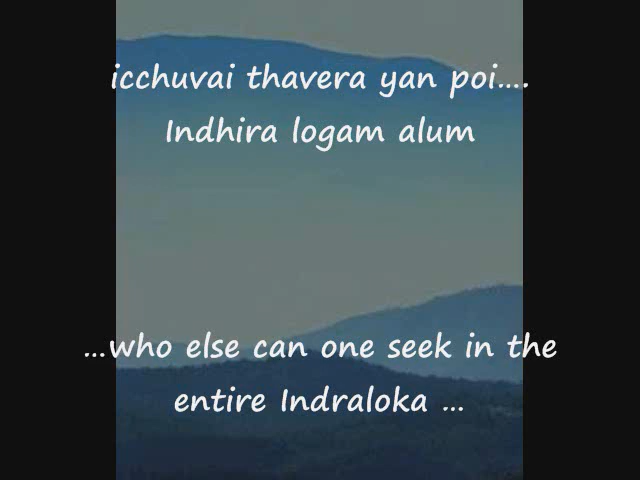 icchuvai thavera yan poi....
Indhira logam alum
...who else can one seek in the
entire Indraloka ...